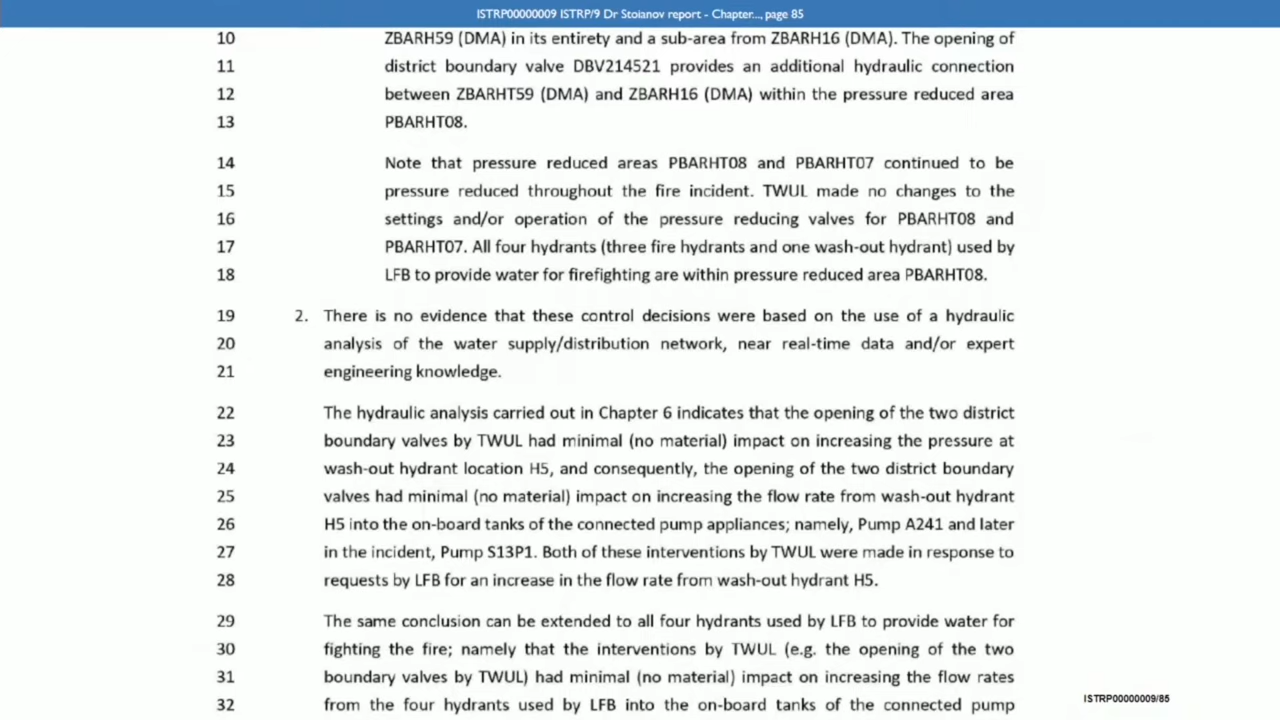 ISTRP00000009 ISTRP/9 Dr Stoianov report - Chapter..., page 85
10 ZBARH59 (DMA) in its entirety and a sub-area from ZBARH16 (DMA). The opening of
11 district boundary valve DBV214521 provides an additional hydraulic connection
12 between ZBARHT59 (DMA) and ZBARH16 (DMA) within the pressure reduced area
13 PBARHT08.
14 Note that pressure reduced areas PBARHT08 and PBARHT07 continued to be
15 pressure reduced throughout the fire incident. TWUL made no changes to the
16 settings and/or operation of the pressure reducing valves for PBARHT08 and
17 PBARHT07. All four hydrants (three fire hydrants and one wash-out hydrant) used by
18 LFB to provide water for firefighting are within pressure reduced area PBARHT08.
19 2. There is no evidence that these control decisions were based on the use of a hydraulic
20 analysis of the water supply/distribution network, near real-time data and/or expert
21 engineering knowledge.
22 The hydraulic analysis carried out in Chapter 6 indicates that the opening of the two district
23 boundary valves by TWUL had minimal (no material) impact on increasing the pressure at
24 wash-out hydrant location H5, and consequently, the opening of the two district boundary
25 valves had minimal (no material) impact on increasing the flow rate from wash-out hydrant
26 H5 into the on-board tanks of the connected pump appliances; namely, Pump A241 and later
27 in the incident, Pump S13P1. Both of these interventions by TWUL were made in response to
28 requests by LFB for an increase in the flow rate from wash-out hydrant H5.
29 The same conclusion can be extended to all four hydrants used by LFB to provide water for
30 fighting the fire; namely that the interventions by TWUL (e.g. the opening of the two
31 boundary valves by TWUL) had minimal (no material) impact on increasing the flow rates
32 from the four hydrants used by LFB into the on-board tanks of the connected pump
ISTRP00000009/85